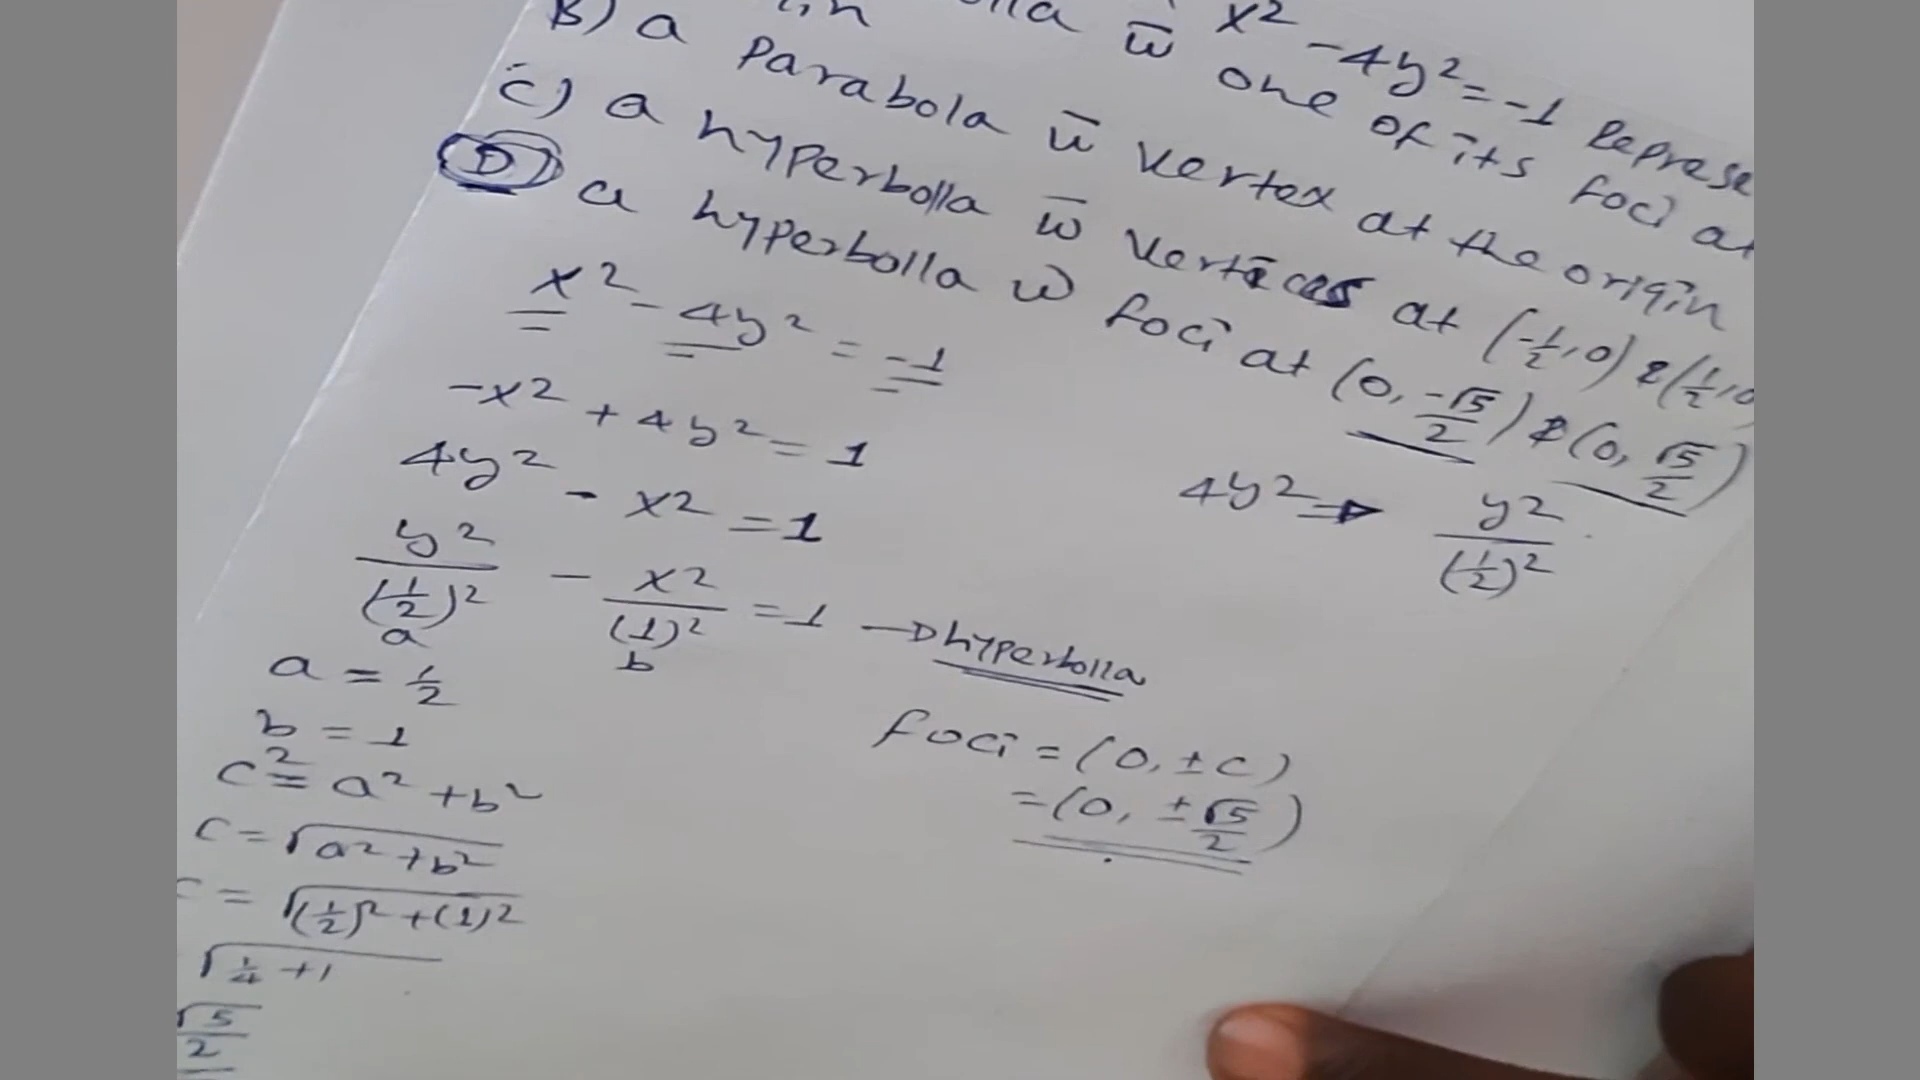 x² - 4y² = -1 Represe
w̄ one of its foci at
B) a parabola w̄ vertex at the origin
C) a hyperbolla w̄ vertices at (-1/2, 0) & (1/2, 0
D) a hyperbolla w̄ foci at (0, -√5/2) & (0, √5/2)
x² - 4y² = -1
-x² + 4y² = 1
4y² - x² = 1
4y² ⇒ y²/(1/2)²
y²/(1/2)² - x²/(1)² = 1 → hyperbolla
a b
a = 1/2
b = 1
foci = (0, ±c)
c² = a² + b²
= (0, ±√5/2)
c = √(a² + b²)
c = √((1/2)² + (1)²)
√(1/4 + 1)
√5/2